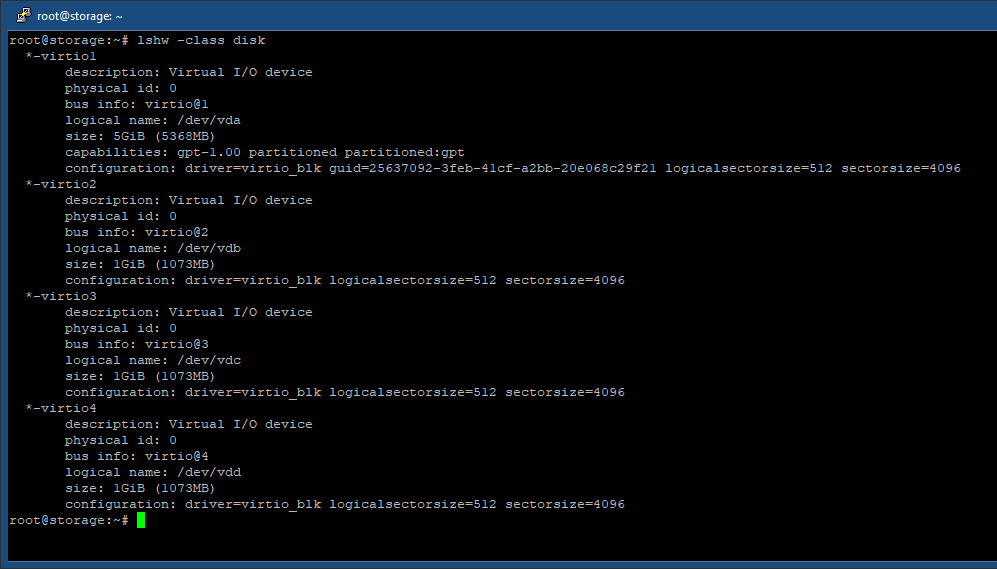 root@storage: ~
root@storage:~# lshw -class disk
*-virtio1
description: Virtual I/O device
physical id: 0
bus info: virtio@1
logical name: /dev/vda
size: 5GiB (5368MB)
capabilities: gpt-1.00 partitioned partitioned:gpt
configuration: driver=virtio_blk guid=25637092-3feb-41cf-a2bb-20e068c29f21 logicalsectorsize=512 sectorsize=4096
*-virtio2
description: Virtual I/O device
physical id: 0
bus info: virtio@2
logical name: /dev/vdb
size: 1GiB (1073MB)
configuration: driver=virtio_blk logicalsectorsize=512 sectorsize=4096
*-virtio3
description: Virtual I/O device
physical id: 0
bus info: virtio@3
logical name: /dev/vdc
size: 1GiB (1073MB)
configuration: driver=virtio_blk logicalsectorsize=512 sectorsize=4096
*-virtio4
description: Virtual I/O device
physical id: 0
bus info: virtio@4
logical name: /dev/vdd
size: 1GiB (1073MB)
configuration: driver=virtio_blk logicalsectorsize=512 sectorsize=4096
root@storage:~#